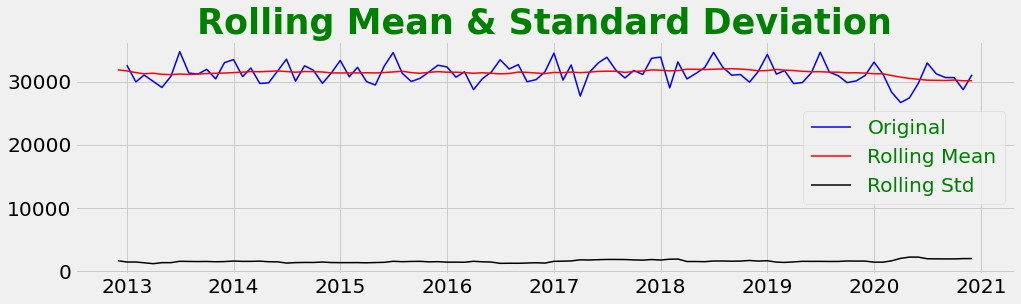 Rolling Mean & Standard Deviation
30000
20000
10000
0
Original
Rolling Mean
Rolling Std
2013 2014 2015 2016 2017 2018 2019 2020 2021